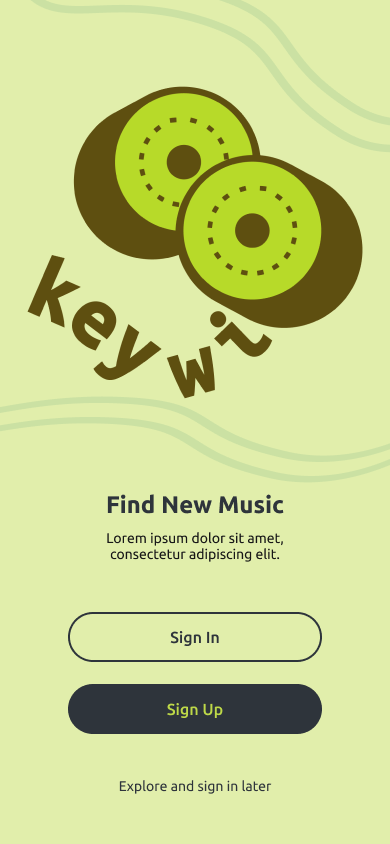 keywi
Find New Music
Lorem ipsum dolor sit amet,
consectetur adipiscing elit.
Sign In
Sign Up
Explore and sign in later